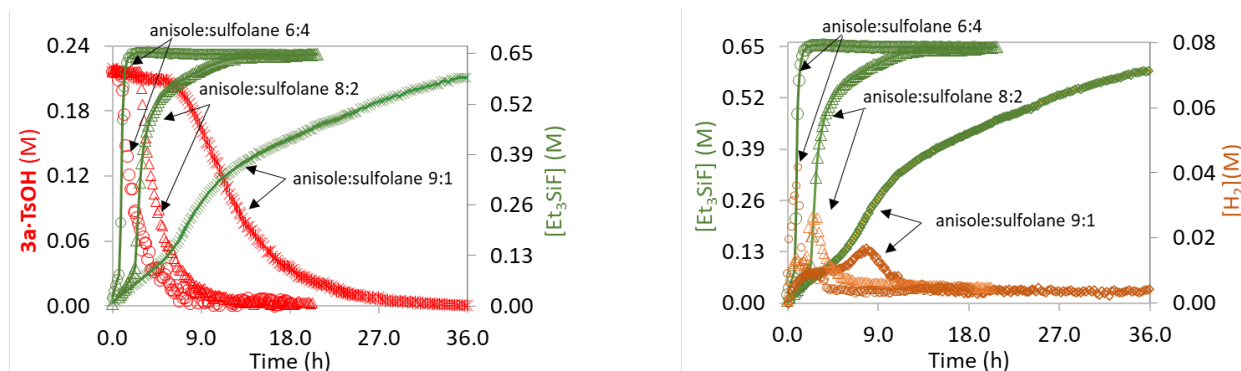 anisole:sulfolane 6:4
0.24
0.18
0.12
0.06
0.00
3a·TsOH (M)
anisole:sulfolane 8:2
anisole:sulfolane 9:1
0.65
0.52
0.39
0.26
0.13
0.00
[Et₃SiF] (M)
0.0 9.0 18.0 27.0 36.0
Time (h)
anisole:sulfolane 6:4
0.65
0.52
0.39
0.26
0.13
0.00
[Et₃SiF] (M)
anisole:sulfolane 8:2
anisole:sulfolane 9:1
0.08
0.06
0.04
0.02
0.00
[H₂](M)
0.0 9.0 18.0 27.0 36.0
Time (h)